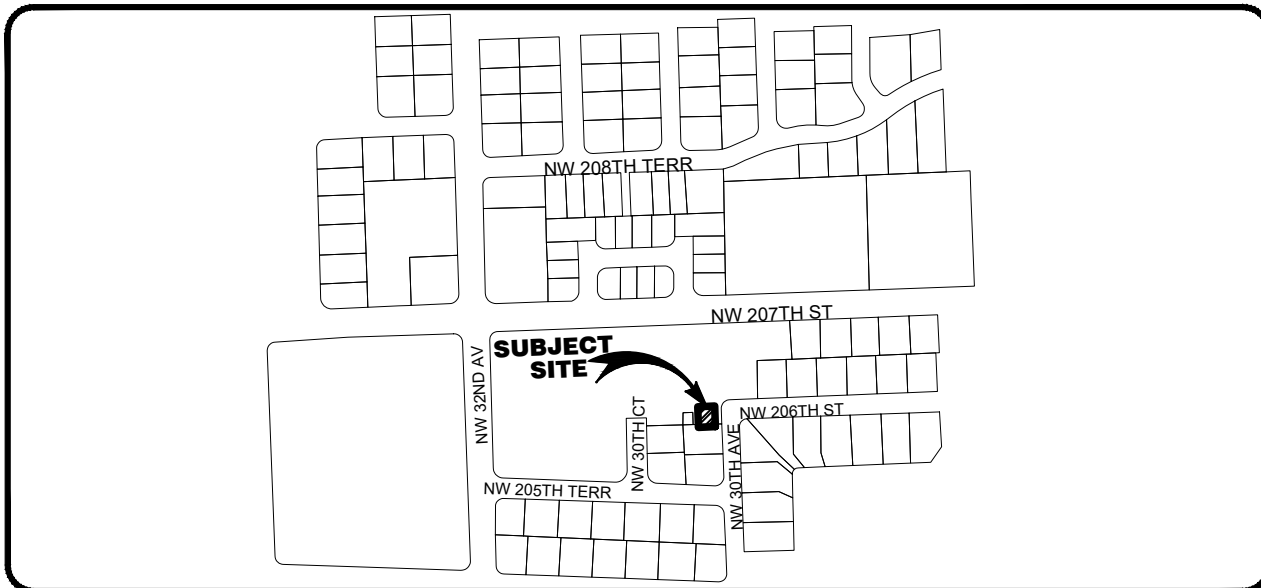 NW 208TH TERR
NW 207TH ST
SUBJECT
SITE
NW 32ND AV
NW 30TH CT
NW 206TH ST
NW 30TH AVE
NW 205TH TERR